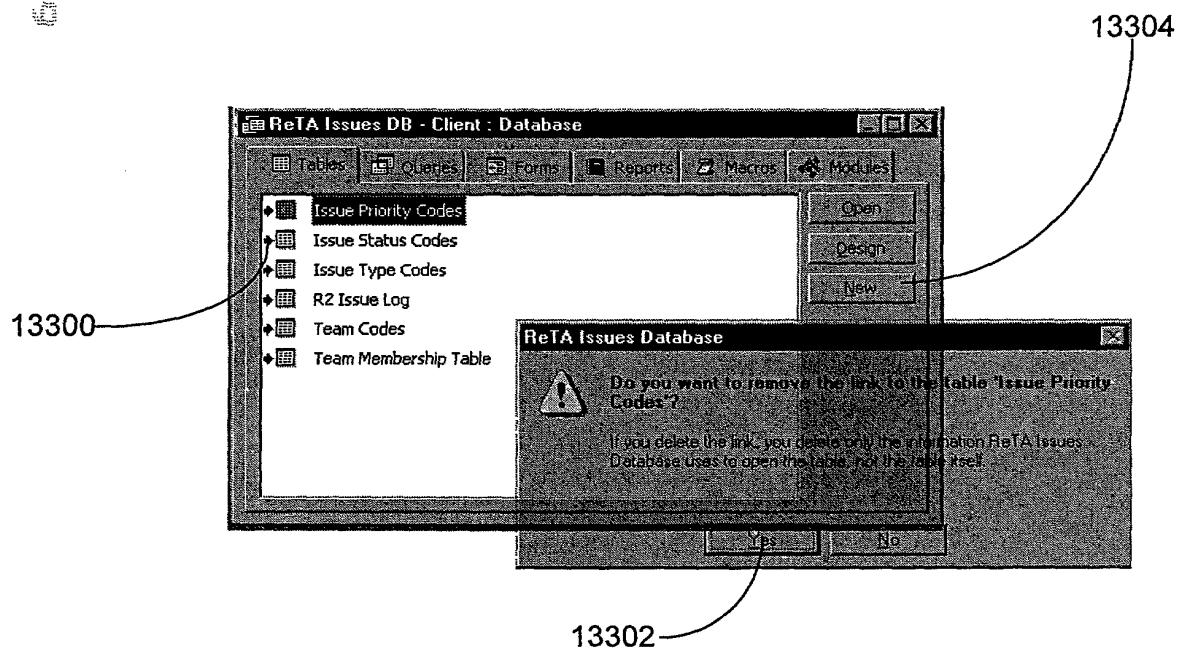 13304
ReTA Issues DB - Client : Database
Tables Queries Forms Reports Macros Modules
Issue Priority Codes
Issue Status Codes
Issue Type Codes
R2 Issue Log
Team Codes
Team Membership Table
Open
Design
New
13300
ReTA Issues Database
Do you want to remove the link to the table 'Issue Priority
Codes'?
If you delete the link, you delete only the information ReTA Issues
Database uses to open the table, not the table itself.
Yes No
13302